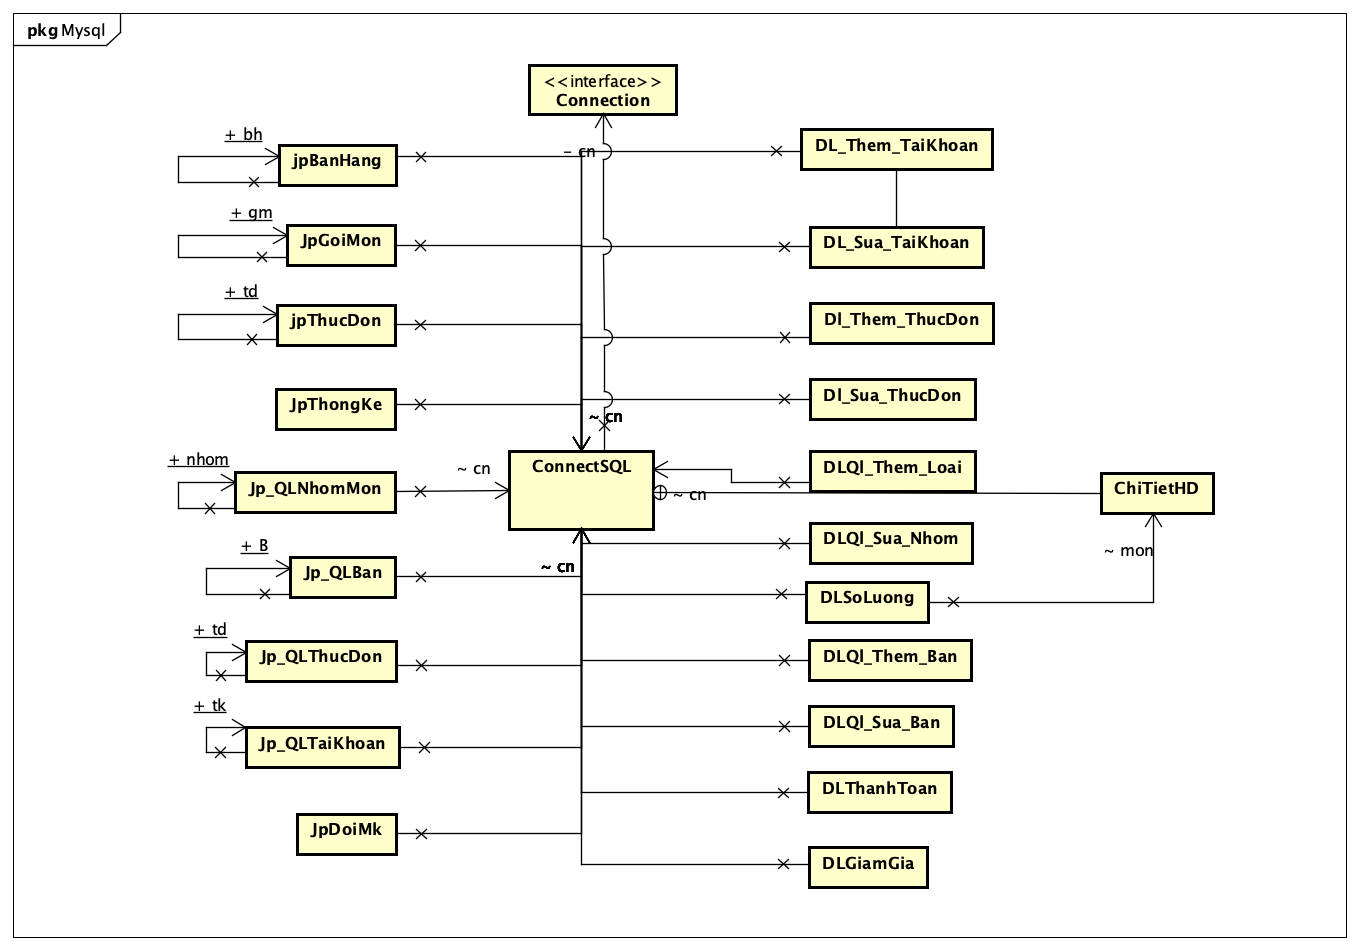 pkg Mysql
<<interface>>
Connection
+ bh
jpBanHang
– cn
DL_Them_TaiKhoan
+ gm
JpGoiMon
DL_Sua_TaiKhoan
+ td
jpThucDon
Dl_Them_ThucDon
JpThongKe
Dl_Sua_ThucDon
~ cn
+ nhom
~ cn
ConnectSQL
DLQl_Them_Loai
Jp_QLNhomMon
~ cn
ChiTietHD
+ B
DLQl_Sua_Nhom
~ mon
~ cn
Jp_QLBan
DLSoLuong
+ td
Jp_QLThucDon
DLQl_Them_Ban
+ tk
DLQl_Sua_Ban
Jp_QLTaiKhoan
DLThanhToan
JpDoiMk
DLGiamGia